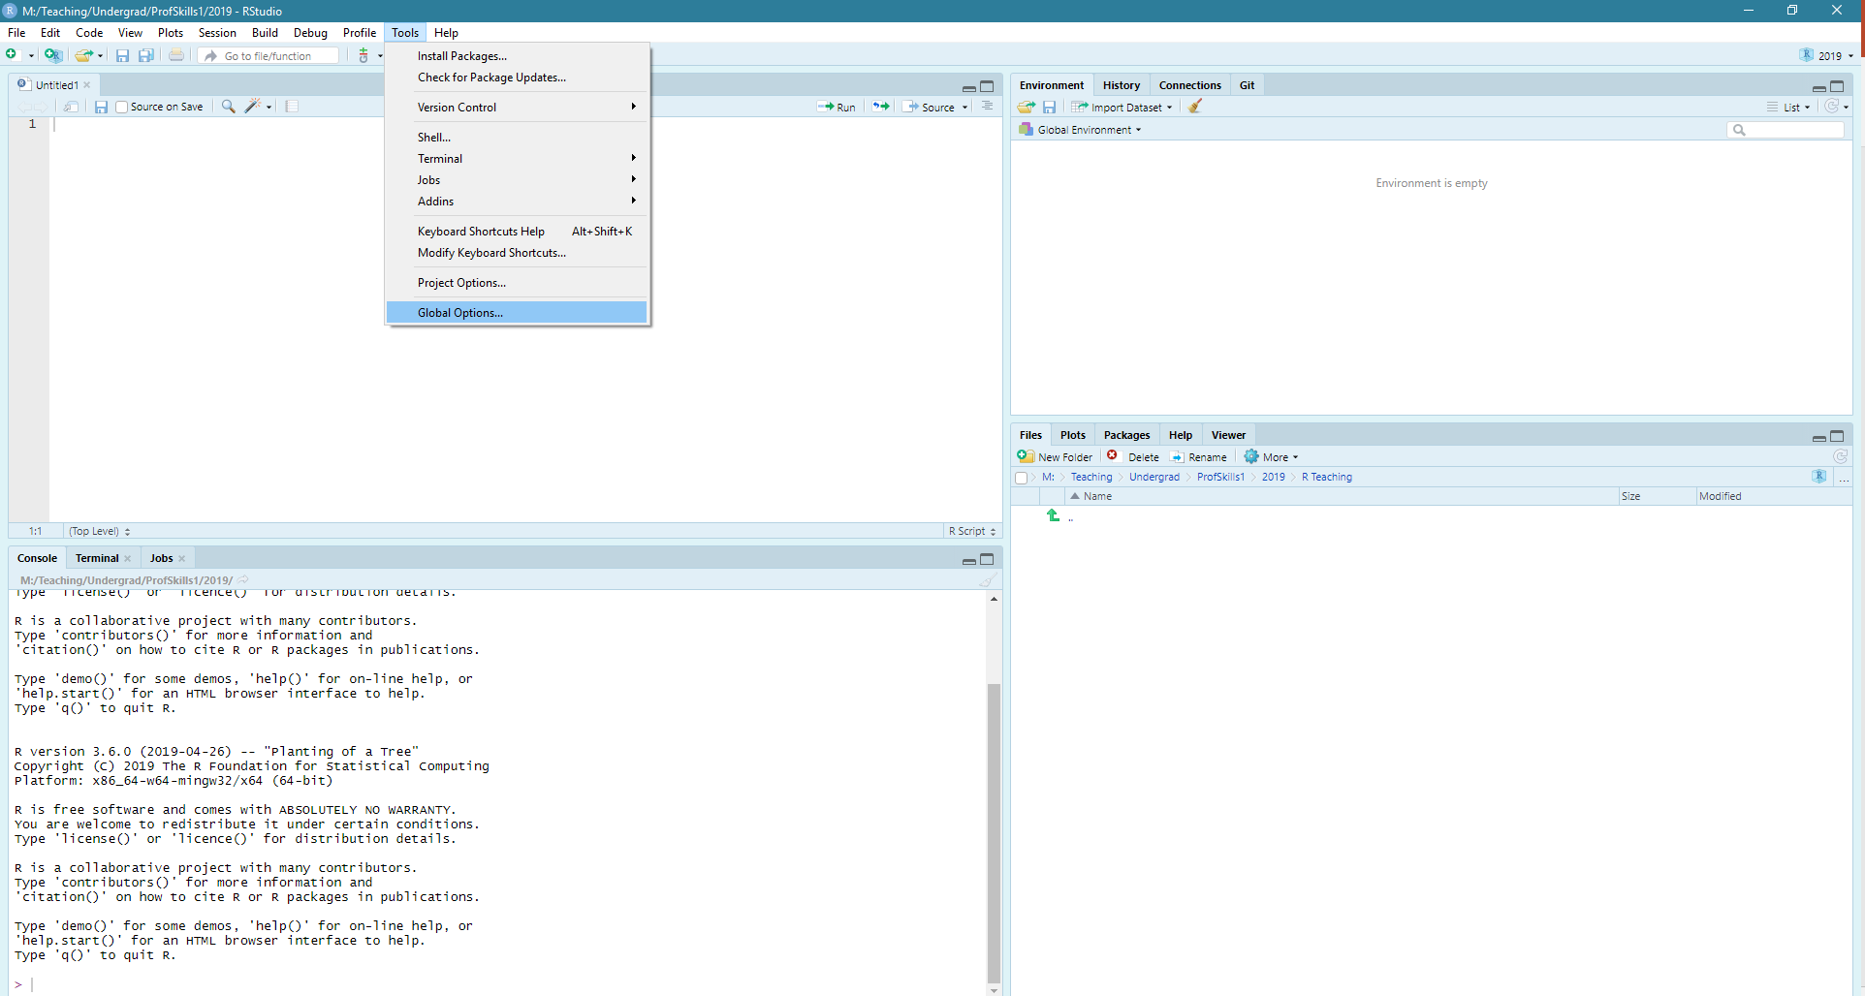 M:/Teaching/Undergrad/ProfSkills1/2019 - RStudio
File Edit Code View Plots Session Build Debug Profile Tools Help
Go to file/function
2019
Install Packages...
Check for Package Updates...
Version Control
Shell...
Terminal
Jobs
Addins
Keyboard Shortcuts Help Alt+Shift+K
Modify Keyboard Shortcuts...
Project Options...
Global Options...
Untitled1
Source on Save
Run
Source
1
1:1 (Top Level)
R Script
Console Terminal Jobs
M:/Teaching/Undergrad/ProfSkills1/2019/
Type 'license()' or 'licence()' for distribution details.
R is a collaborative project with many contributors.
Type 'contributors()' for more information and
'citation()' on how to cite R or R packages in publications.
Type 'demo()' for some demos, 'help()' for on-line help, or
'help.start()' for an HTML browser interface to help.
Type 'q()' to quit R.
R version 3.6.0 (2019-04-26) -- "Planting of a Tree"
Copyright (C) 2019 The R Foundation for Statistical Computing
Platform: x86_64-w64-mingw32/x64 (64-bit)
R is free software and comes with ABSOLUTELY NO WARRANTY.
You are welcome to redistribute it under certain conditions.
Type 'license()' or 'licence()' for distribution details.
R is a collaborative project with many contributors.
Type 'contributors()' for more information and
'citation()' on how to cite R or R packages in publications.
Type 'demo()' for some demos, 'help()' for on-line help, or
'help.start()' for an HTML browser interface to help.
Type 'q()' to quit R.
>
Environment History Connections Git
Import Dataset
List
Global Environment
Environment is empty
Files Plots Packages Help Viewer
New Folder Delete Rename More
M: Teaching Undergrad ProfSkills1 2019 R Teaching ...
Name Size Modified
..